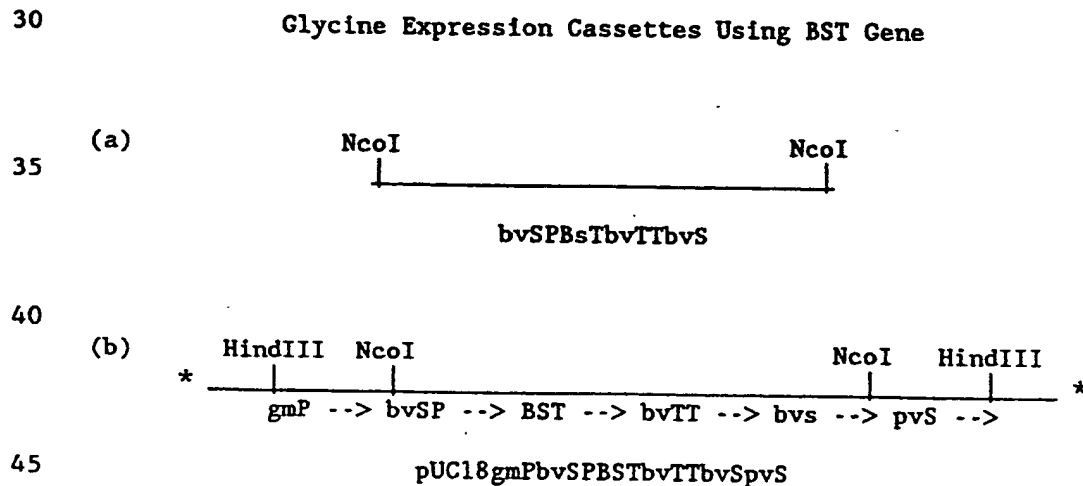 30 Glycine Expression Cassettes Using BST Gene
(a)
NcoI NcoI
35
bvSPBsTbvTTbvS
40
(b) HindIII NcoI NcoI HindIII
* *
gmP --> bvSP --> BST --> bvTT --> bvs --> pvS -->
45 pUC18gmPbvSPBSTbvTTbvSpvS